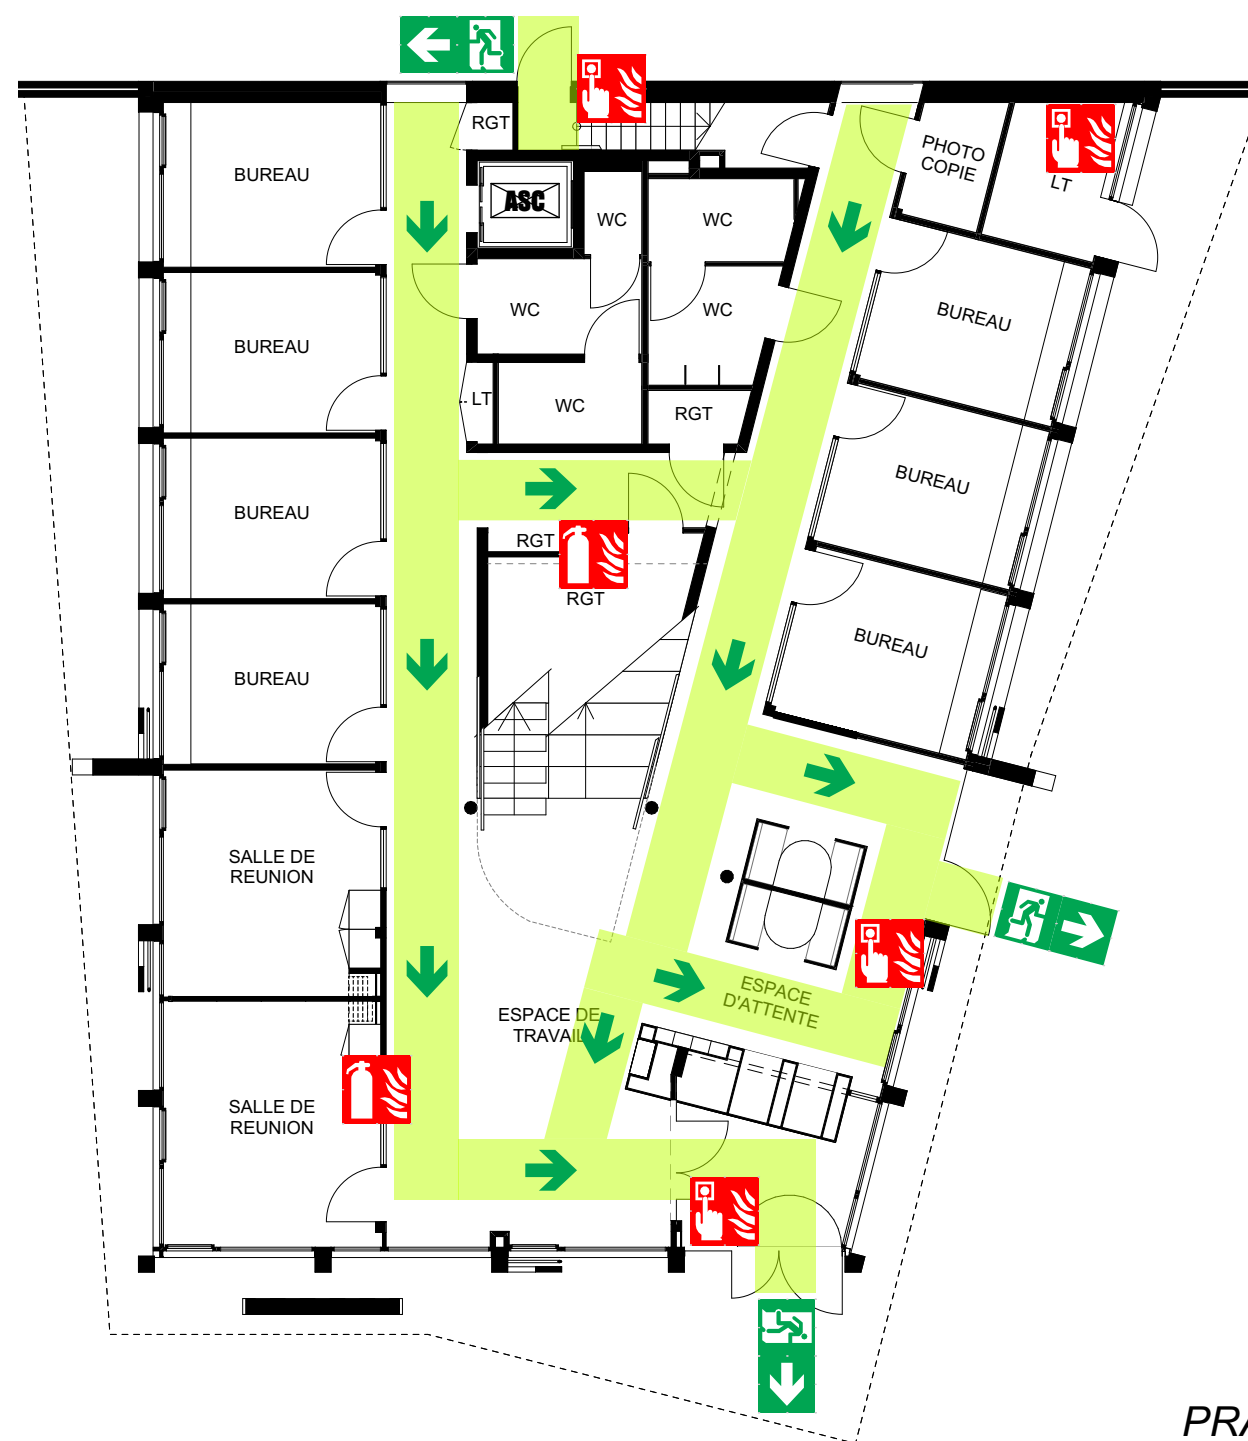 RGT
BUREAU
PHOTO
COPIE
LT
ASC
WC
WC
BUREAU
WC
WC
BUREAU
LT
WC
RGT
BUREAU
BUREAU
RGT
RGT
BUREAU
BUREAU
SALLE DE
REUNION
ESPACE
D'ATTENTE
ESPACE DE
TRAVAIL
SALLE DE
REUNION
PRA